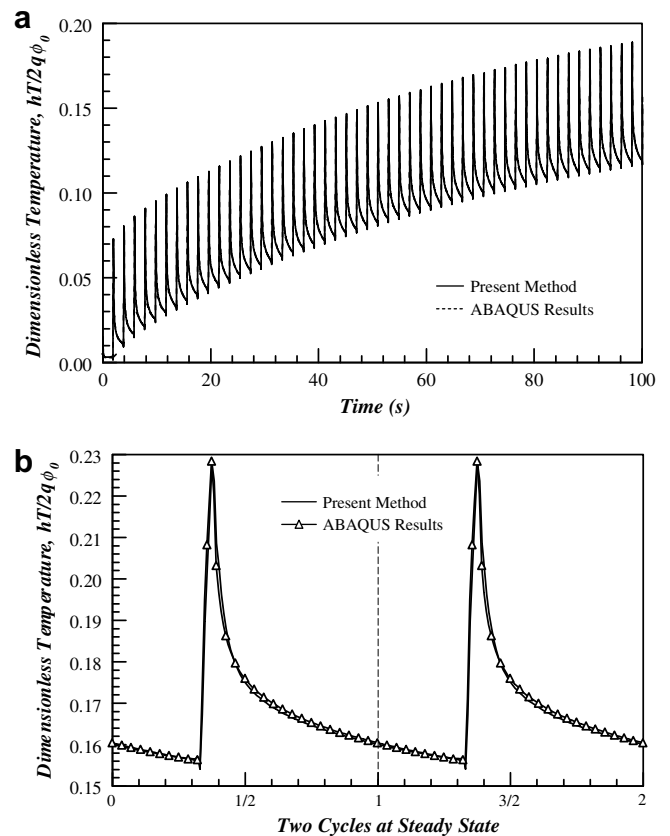 a
0.20
0.15
0.10
0.05
0.00
Dimensionless Temperature, hT/2qϕ₀
Present Method
ABAQUS Results
0 20 40 60 80 100
Time (s)
b
0.23
0.22
0.21
0.20
0.19
0.18
0.17
0.16
0.15
Dimensionless Temperature, hT/2qϕ₀
Present Method
ABAQUS Results
0 1/2 1 3/2 2
Two Cycles at Steady State